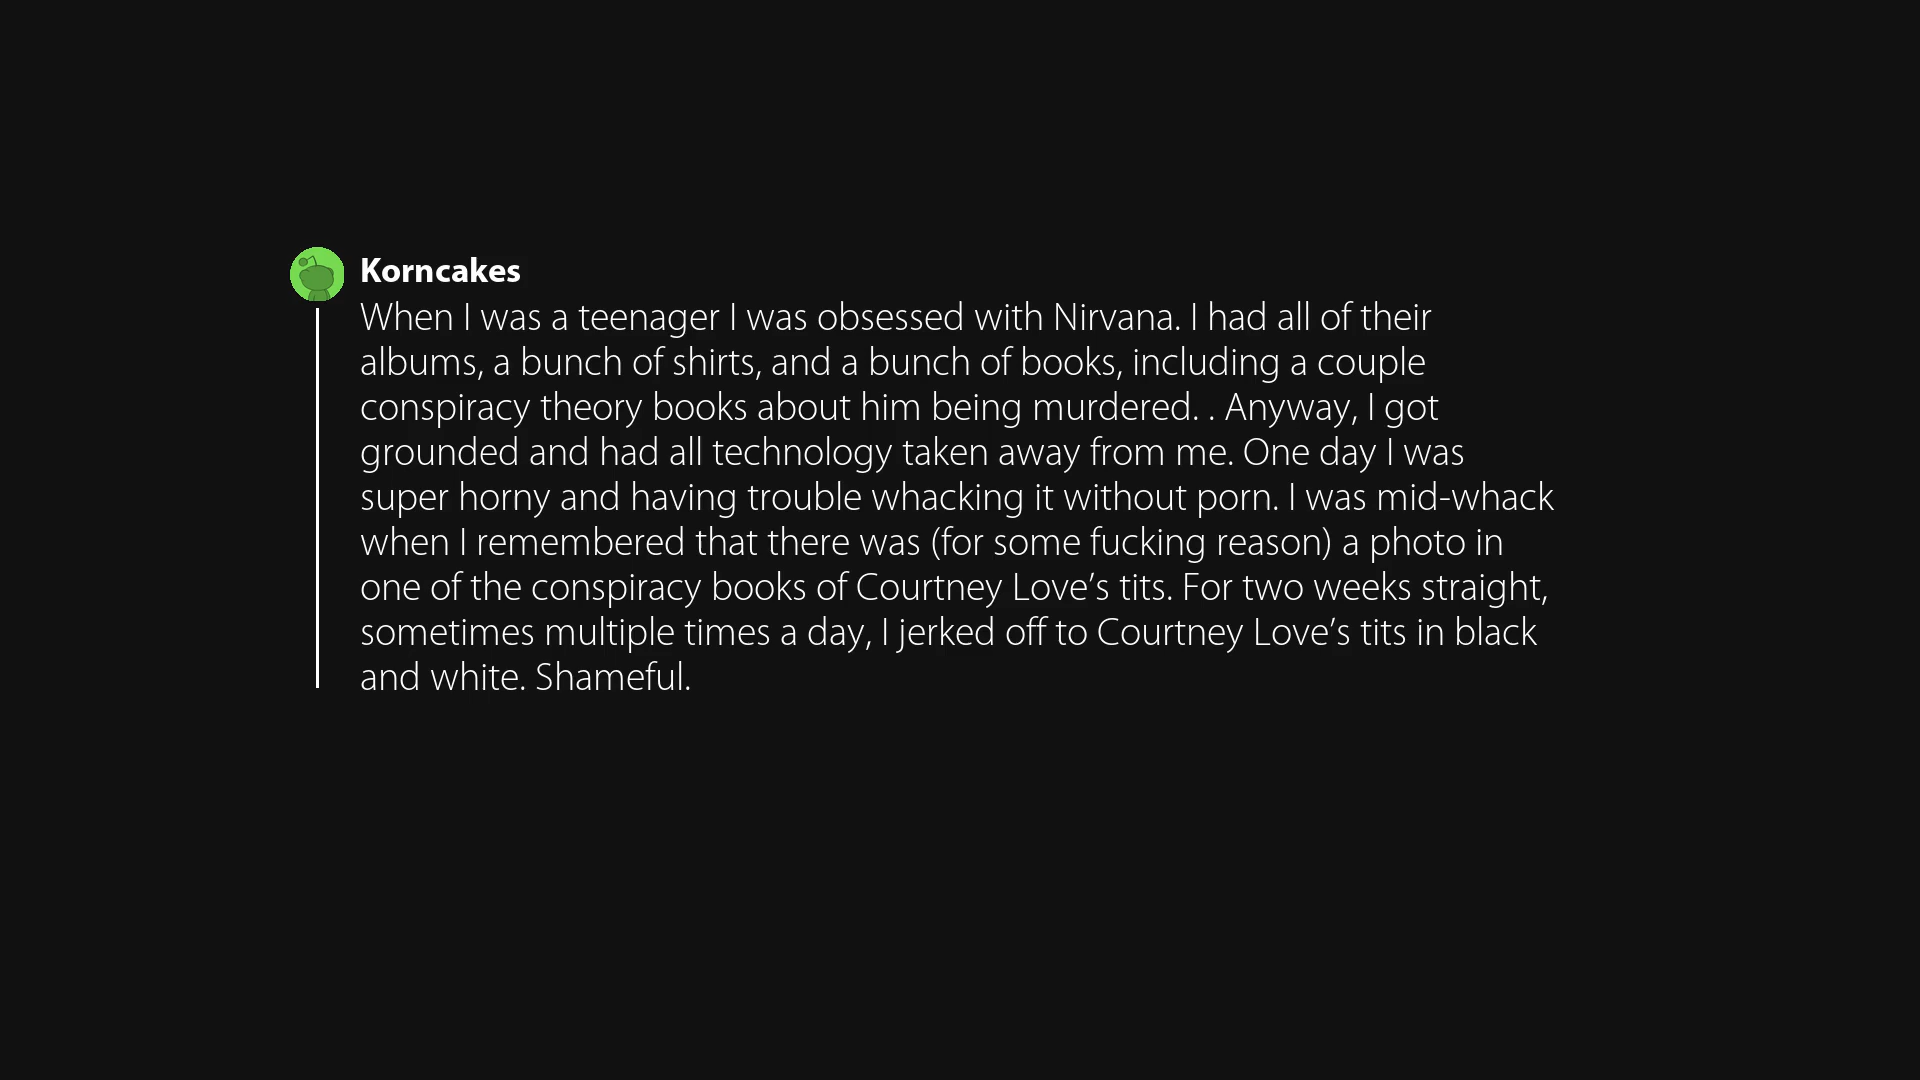 Korncakes
When I was a teenager I was obsessed with Nirvana. I had all of their
albums, a bunch of shirts, and a bunch of books, including a couple
conspiracy theory books about him being murdered. . Anyway, I got
grounded and had all technology taken away from me. One day I was
super horny and having trouble whacking it without porn. I was mid-whack
when I remembered that there was (for some fucking reason) a photo in
one of the conspiracy books of Courtney Love’s tits. For two weeks straight,
sometimes multiple times a day, I jerked off to Courtney Love’s tits in black
and white. Shameful.